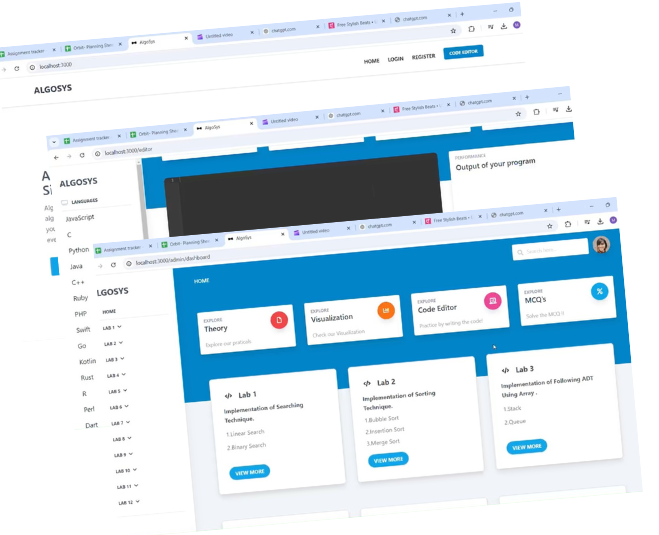 Assignment tracker
Orbit- Planning She
AlgoSys
Untitled video
chatgpt.com
Free Stylish Beats •
chatgpt.com
localhost:3000
ALGOSYS
HOME
LOGIN
REGISTER
CODE EDITOR
Assignment tracker
Orbit- Planning She
AlgoSys
Untitled video
chatgpt.com
Free Stylish Beats •
chatgpt.com
localhost:3000/editor
ALGOSYS
LANGUAGES
JavaScript
C
Python
Java
C++
Ruby
PHP
Swift
Go
Kotlin
Rust
R
Perl
Dart
1
PERFORMANCE
Output of your program
Assignment tracker
Orbit- Planning She
AlgoSys
Untitled video
chatgpt.com
Free Stylish Beats •
chatgpt.com
localhost:3000/admin/dashboard
LGOSYS
HOME
LAB 1
LAB 2
LAB 3
LAB 4
LAB 5
LAB 6
LAB 7
LAB 8
LAB 9
LAB 10
LAB 11
LAB 12
HOME
Search here...
EXPLORE
Theory
Explore our protocols
EXPLORE
Visualization
Check our Visualization
EXPLORE
Code Editor
Practice by writing the code!
EXPLORE
MCQ's
Solve the MCQ's
Lab 1
Implementation of Searching
Technique.
1.Linear Search
2.Binary Search
VIEW MORE
Lab 2
Implementation of Sorting
Technique.
1.Bubble Sort
2.Insertion Sort
3.Merge Sort
VIEW MORE
Lab 3
Implementation of Following ADT
Using Array .
1.Stack
2.Queue
VIEW MORE